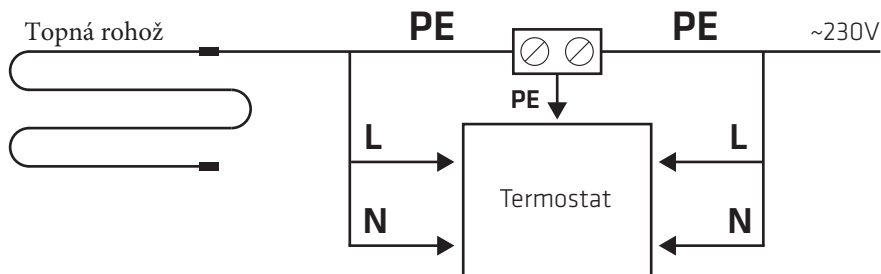 Topná rohož PE PE ~230V
PE
L L
Termostat
N N